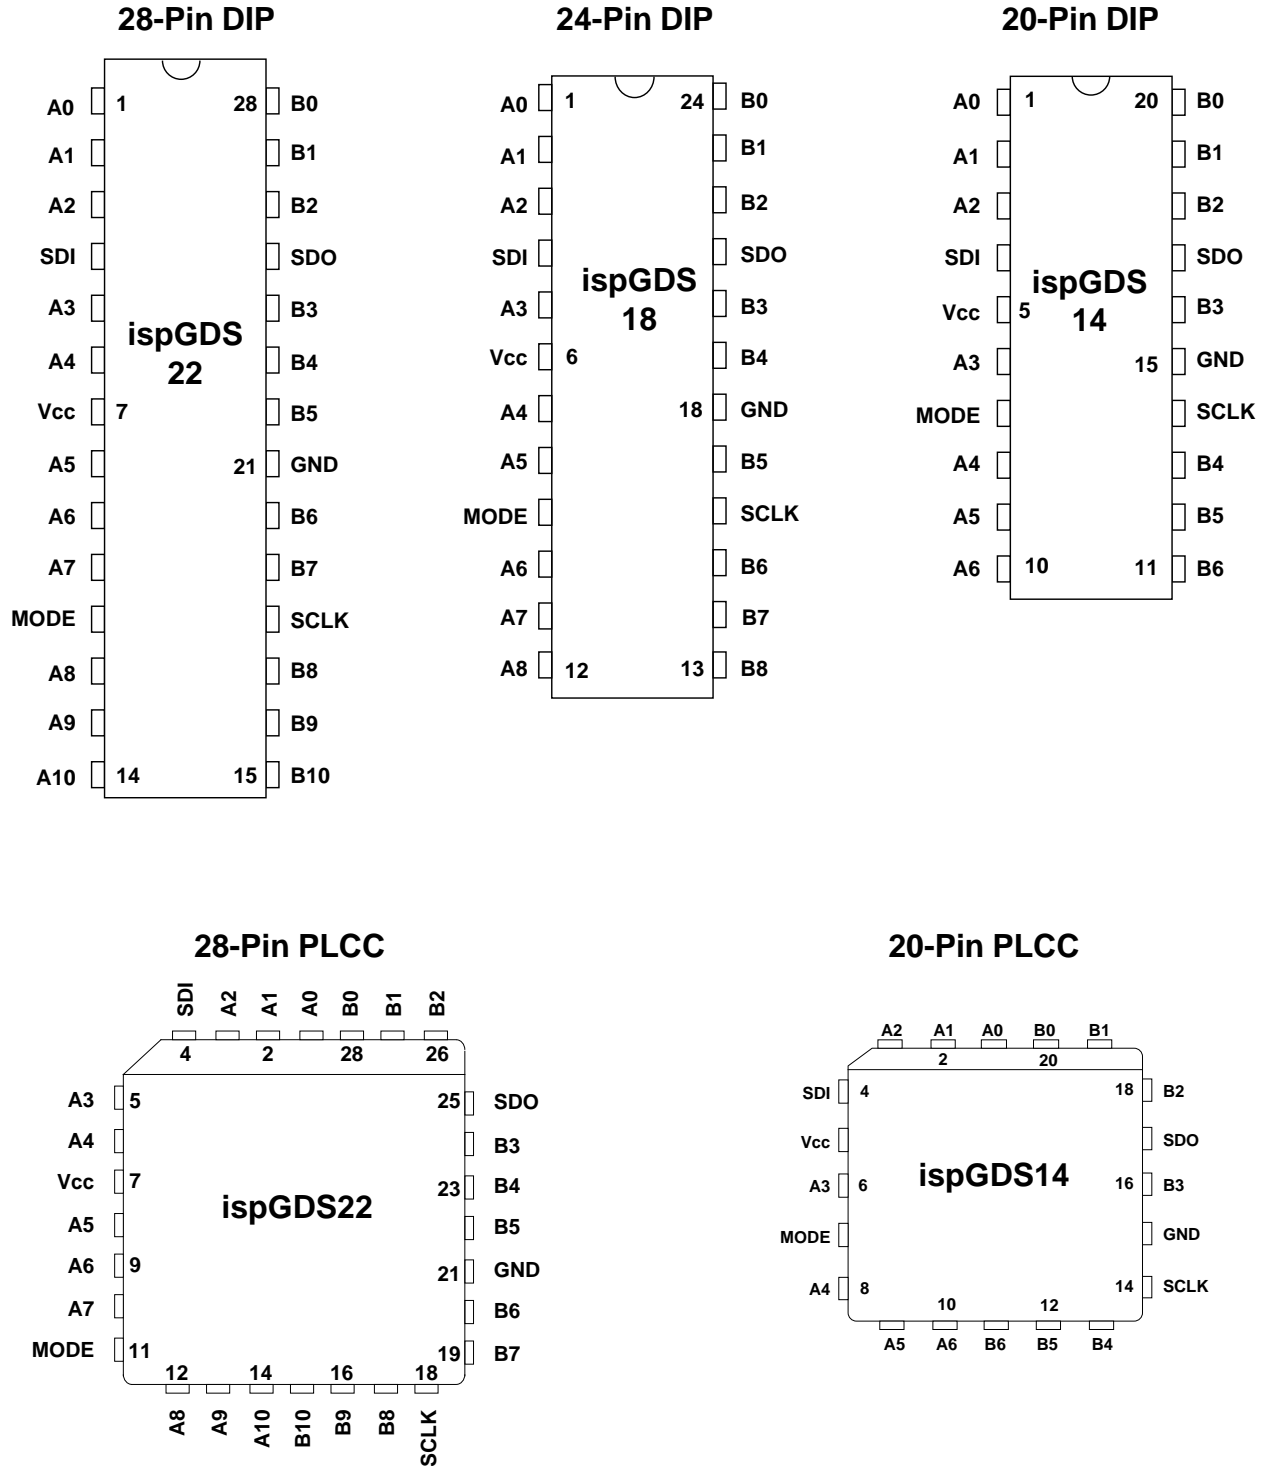 28-Pin DIP
A0 1 28 B0
A1 B1
A2 B2
SDI SDO
A3 B3
ispGDS
22
A4 B4
Vcc 7 B5
A5 21 GND
A6 B6
A7 B7
MODE SCLK
A8 B8
A9 B9
A10 14 15 B10
24-Pin DIP
A0 1 24 B0
A1 B1
A2 B2
SDI SDO
ispGDS
18
A3 B3
Vcc 6 B4
A4 18 GND
A5 B5
MODE SCLK
A6 B6
A7 B7
A8 12 13 B8
20-Pin DIP
A0 1 20 B0
A1 B1
A2 B2
SDI SDO
ispGDS
14
Vcc 5 B3
A3 15 GND
MODE SCLK
A4 B4
A5 B5
A6 10 11 B6
28-Pin PLCC
SDI A2 A1 A0 B0 B1 B2
4 2 28 26
A3 5 25 SDO
A4 B3
Vcc 7 23 B4
ispGDS22
A5 B5
A6 9 21 GND
A7 B6
MODE 11 19 B7
12 14 16 18
A8 A9 A10 B10 B9 B8 SCLK
20-Pin PLCC
A2 A1 A0 B0 B1
2 20
SDI 4 18 B2
Vcc SDO
ispGDS14
A3 6 16 B3
MODE GND
A4 8 14 SCLK
10 12
A5 A6 B6 B5 B4